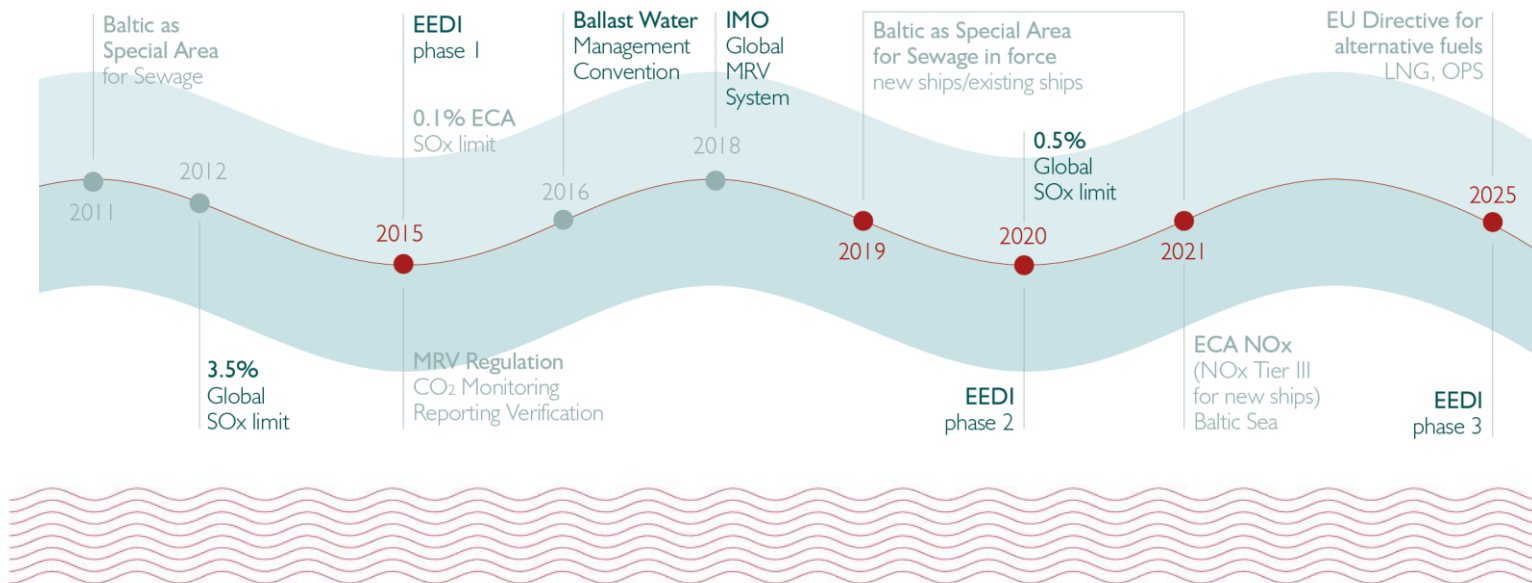 Baltic as
Special Area
for Sewage
2011
2012
3.5%
Global
SOx limit
EEDI
phase 1
0.1% ECA
SOx limit
2015
MRV Regulation
CO₂ Monitoring
Reporting Verification
Ballast Water
Management
Convention
2016
IMO
Global
MRV
System
2018
Baltic as Special Area
for Sewage in force
new ships/existing ships
2019
0.5%
Global
SOx limit
2020
EEDI
phase 2
2021
ECA NOx
(NOx Tier III
for new ships)
Baltic Sea
EU Directive for
alternative fuels
LNG, OPS
2025
EEDI
phase 3